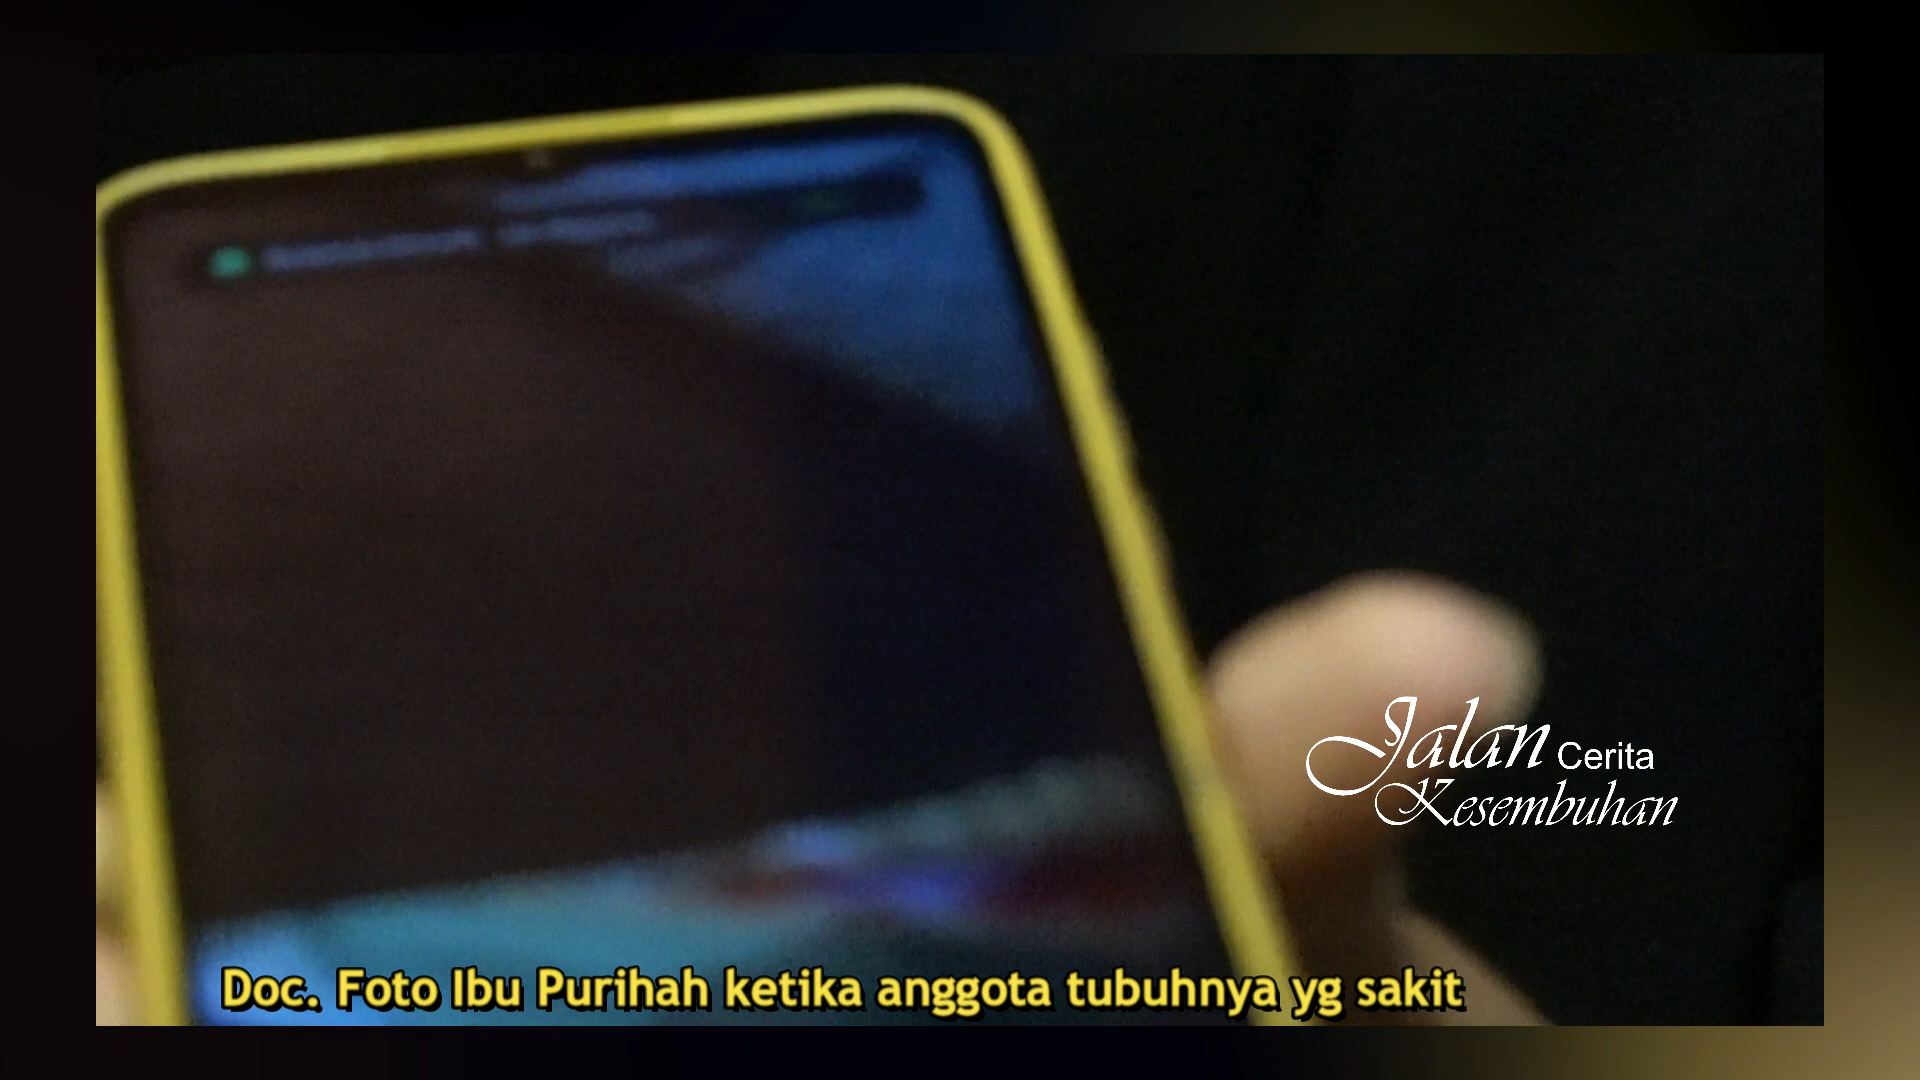 Jalan Cerita
Kesembuhan
Doc. Foto Ibu Purihah ketika anggota tubuhnya yg sakit